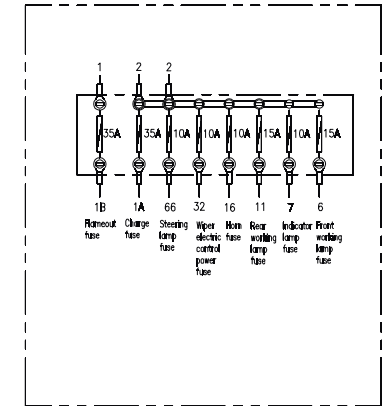 1 2 2
35A 35A 10A 10A 10A 15A 10A 15A
1B 1A 66 32 16 11 7 6
Flameout fuse
Charge fuse
Steering lamp fuse
Wiper electric control power fuse
Horn fuse
Rear working lamp fuse
Indicator lamp fuse
Front working lamp fuse